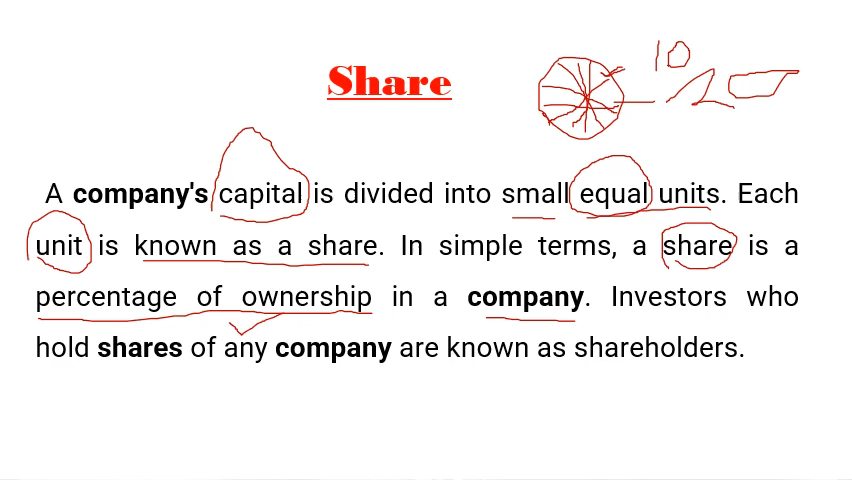 Share
10
A company's capital is divided into small equal units. Each
unit is known as a share. In simple terms, a share is a
percentage of ownership in a company. Investors who
hold shares of any company are known as shareholders.